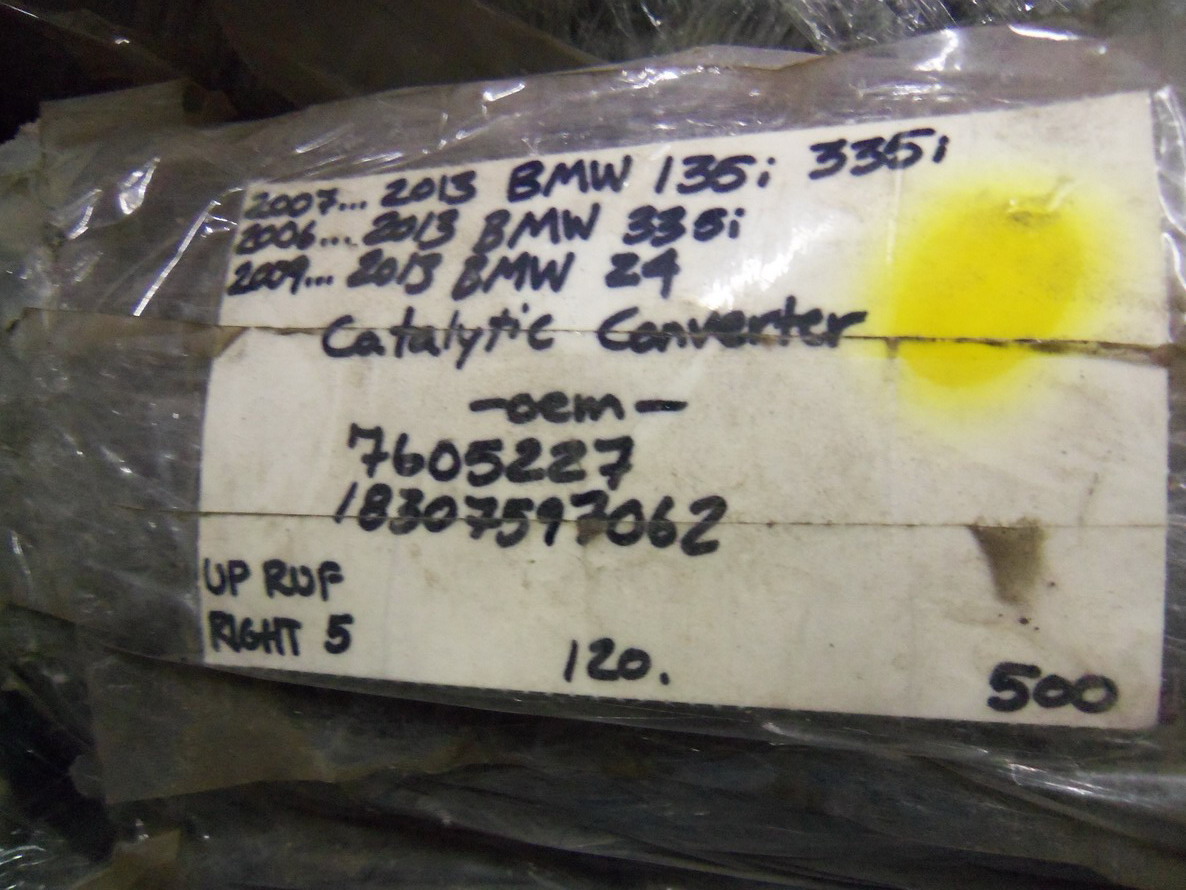 2007... 2013 BMW 135i 335i
2006... 2013 BMW 335i
2009... 2013 BMW Z4
Catalytic Converter
-oem-
7605227
18307597062
UP ROF
RIGHT 5
120.
500